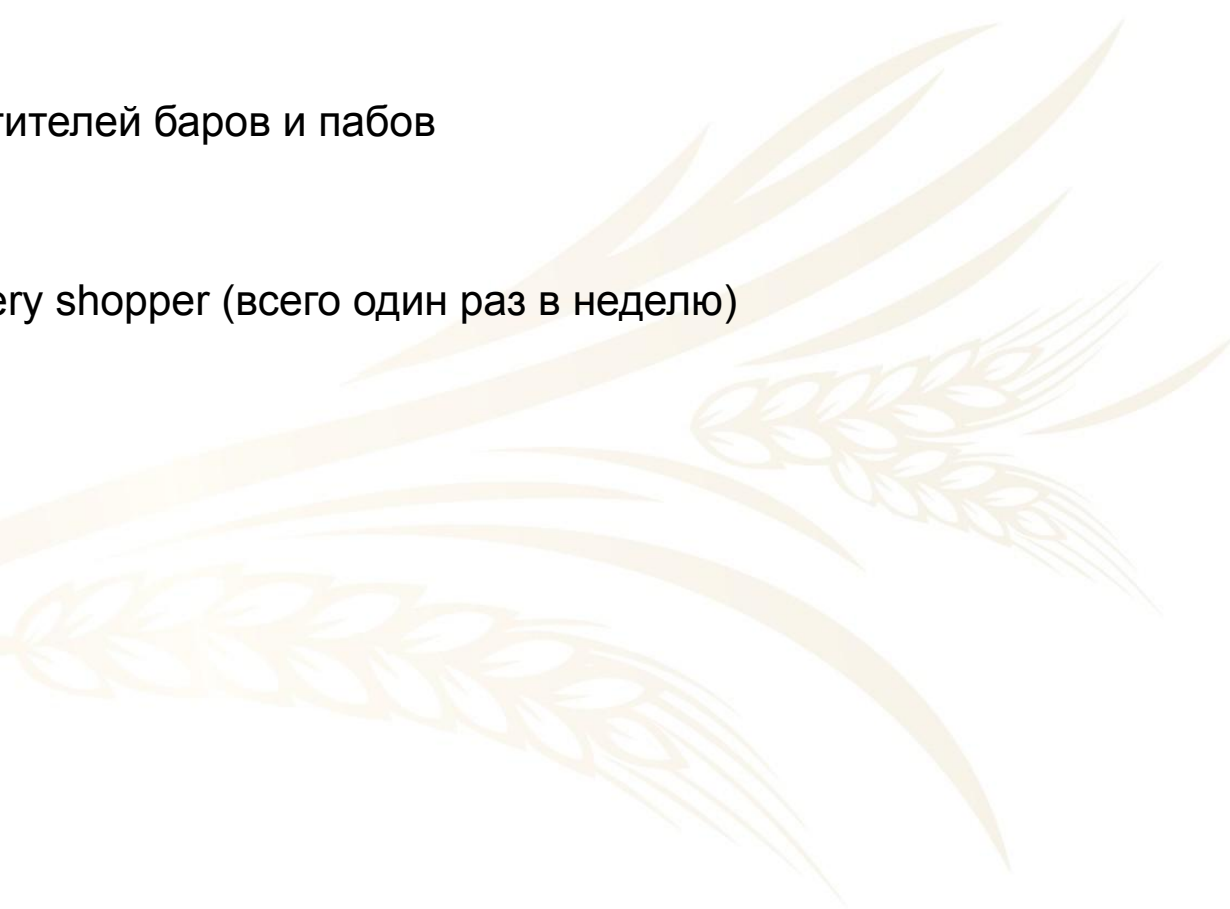 тителей баров и пабов
ery shopper (всего один раз в неделю)